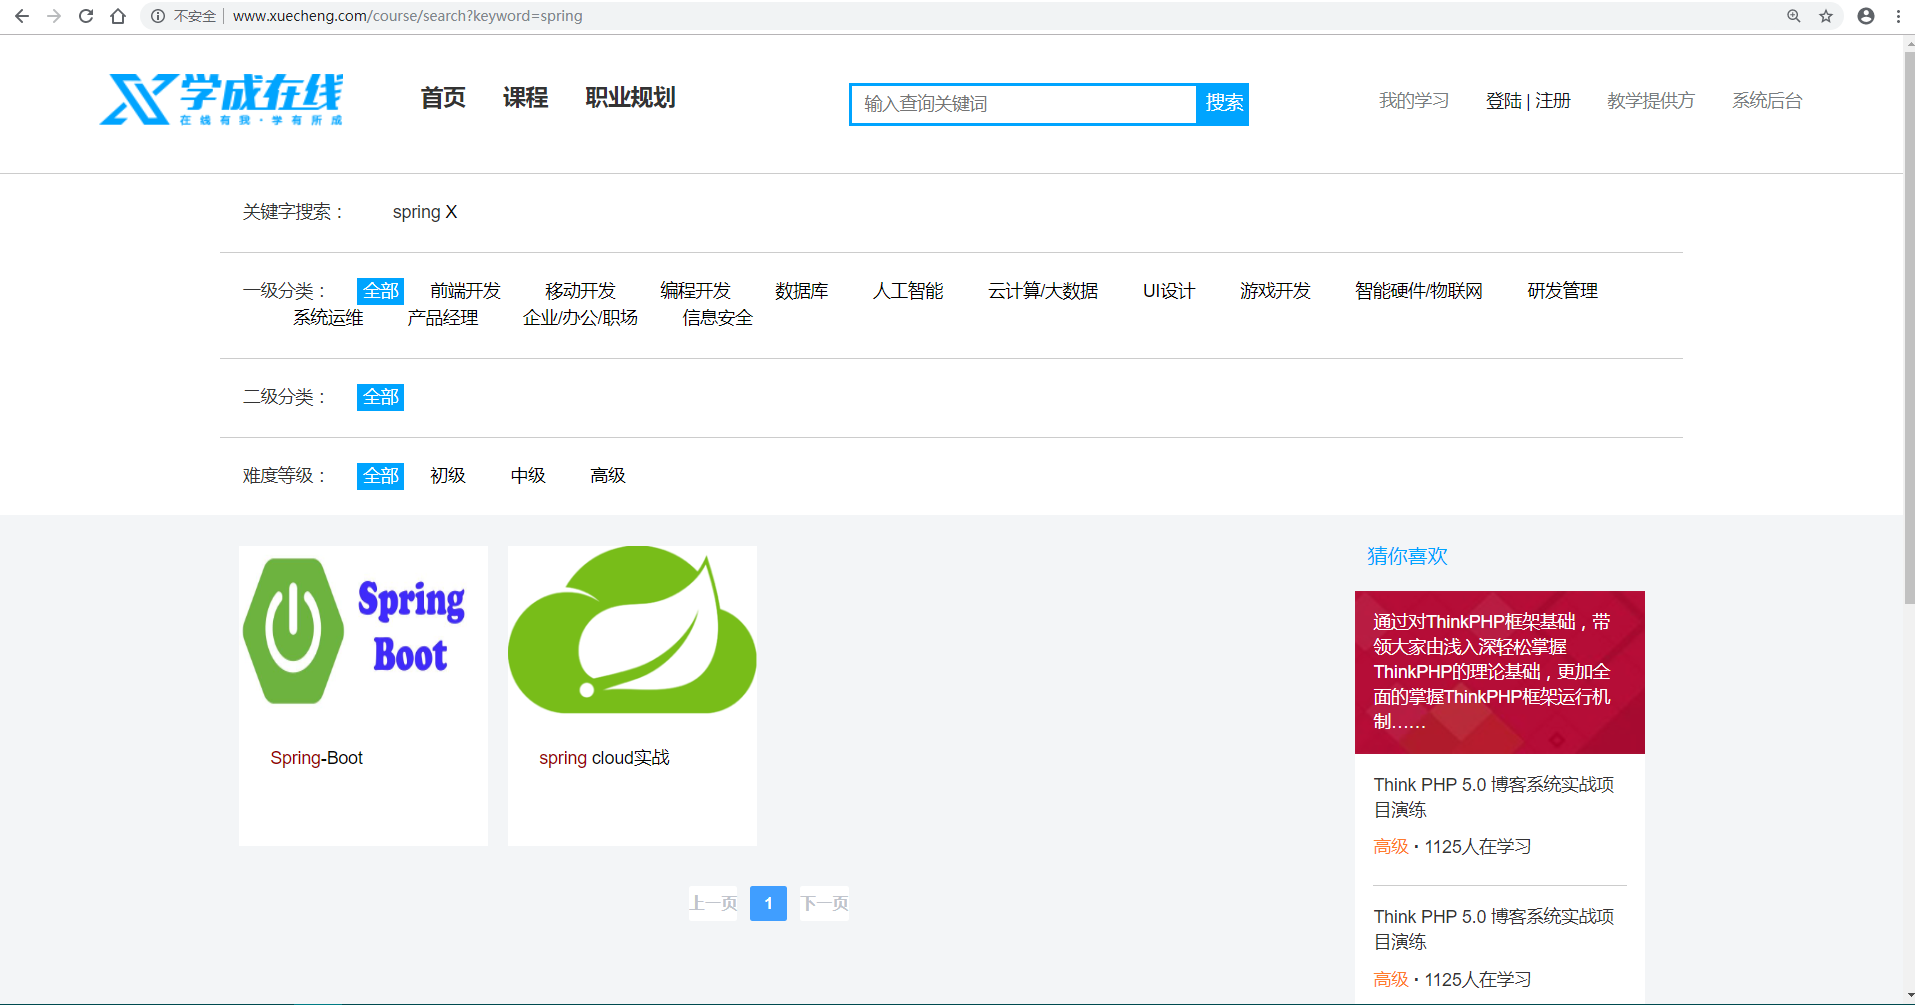 不安全 www.xuecheng.com/course/search?keyword=spring
学成在线
在线有我·学有所成
首页 课程 职业规划
输入查询关键词 搜索
我的学习 登陆 | 注册 教学提供方 系统后台
关键字搜索： spring X
一级分类： 全部 前端开发 移动开发 编程开发 数据库 人工智能 云计算/大数据 UI设计 游戏开发 智能硬件/物联网 研发管理
系统运维 产品经理 企业/办公/职场 信息安全
二级分类： 全部
难度等级： 全部 初级 中级 高级
Spring
Boot
Spring-Boot
spring cloud实战
上一页 1 下一页
猜你喜欢
通过对ThinkPHP框架基础，带
领大家由浅入深轻松掌握
ThinkPHP的理论基础，更加全
面的掌握ThinkPHP框架运行机
制……
Think PHP 5.0 博客系统实战项
目演练
高级 · 1125人在学习
Think PHP 5.0 博客系统实战项
目演练
高级 · 1125人在学习